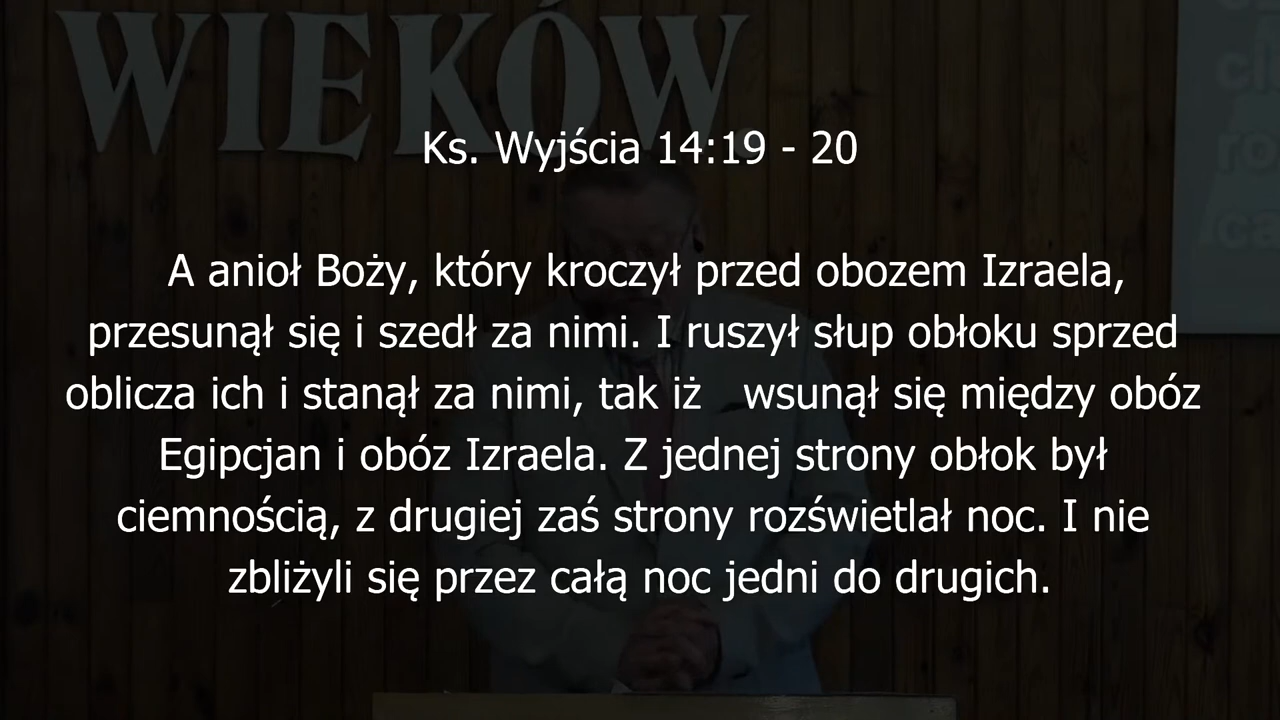 WIEKÓW
Ks. Wyjścia 14:19 - 20
A anioł Boży, który kroczył przed obozem Izraela,
przesunął się i szedł za nimi. I ruszył słup obłoku sprzed
oblicza ich i stanął za nimi, tak iż wsunął się między obóz
Egipcjan i obóz Izraela. Z jednej strony obłok był
ciemnością, z drugiej zaś strony rozświetlał noc. I nie
zbliżyli się przez całą noc jedni do drugich.